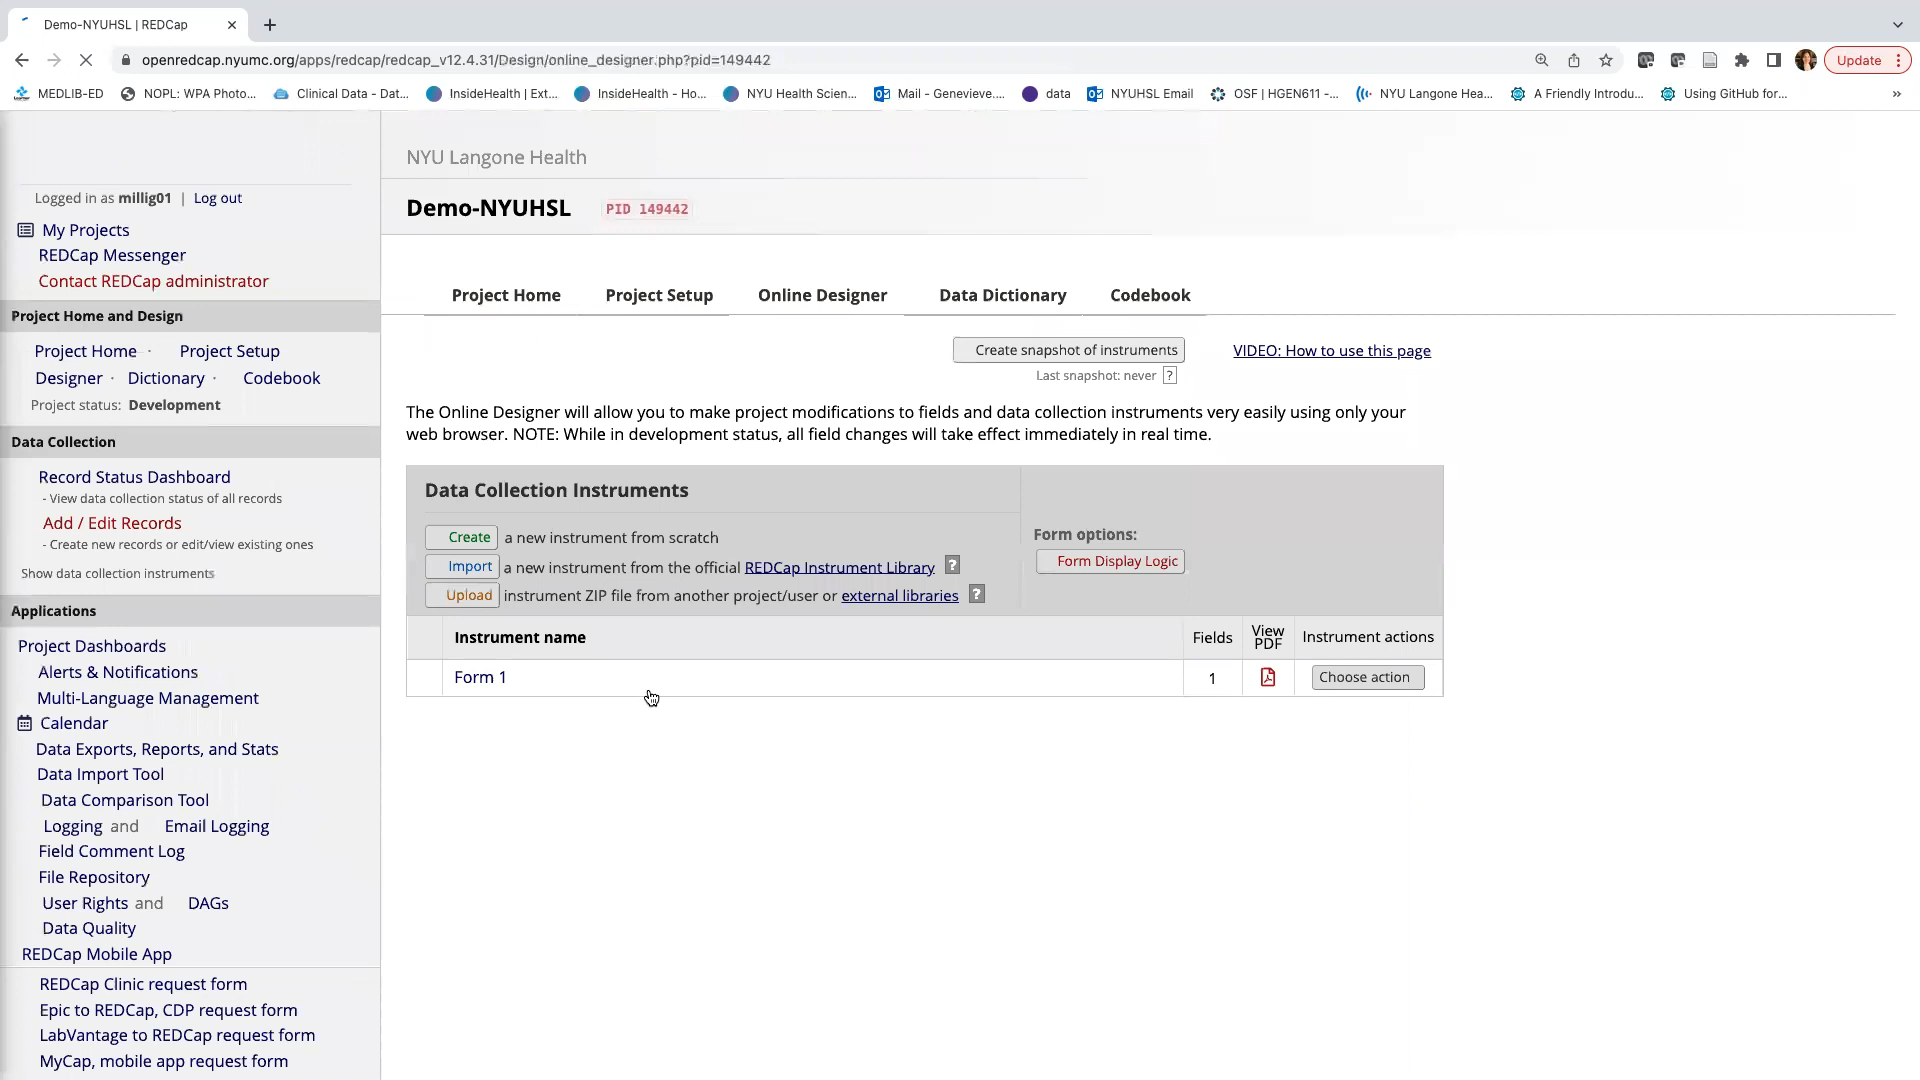 Demo-NYUHSL | REDCap
openredcap.nyumc.org/apps/redcap/redcap_v12.4.31/Design/online_designer.php?pid=149442
Update
MEDLIB-ED
NOPL: WPA Photo...
Clinical Data - Dat...
InsideHealth | Ext...
InsideHealth - Ho...
NYU Health Scien...
Mail - Genevieve....
data
NYUHSL Email
OSF | HGEN611 -...
NYU Langone Hea...
A Friendly Introdu...
Using GitHub for...
»
Logged in as millig01 | Log out
My Projects
REDCap Messenger
Contact REDCap administrator
Project Home and Design
Project Home · Project Setup
Designer · Dictionary · Codebook
Project status: Development
Data Collection
Record Status Dashboard
- View data collection status of all records
Add / Edit Records
- Create new records or edit/view existing ones
Show data collection instruments
Applications
Project Dashboards
Alerts & Notifications
Multi-Language Management
Calendar
Data Exports, Reports, and Stats
Data Import Tool
Data Comparison Tool
Logging and Email Logging
Field Comment Log
File Repository
User Rights and DAGs
Data Quality
REDCap Mobile App
REDCap Clinic request form
Epic to REDCap, CDP request form
LabVantage to REDCap request form
MyCap, mobile app request form
NYU Langone Health
Demo-NYUHSL PID 149442
Project Home
Project Setup
Online Designer
Data Dictionary
Codebook
Create snapshot of instruments
VIDEO: How to use this page
Last snapshot: never ?
The Online Designer will allow you to make project modifications to fields and data collection instruments very easily using only your
web browser. NOTE: While in development status, all field changes will take effect immediately in real time.
Data Collection Instruments
Create a new instrument from scratch
Import a new instrument from the official REDCap Instrument Library ?
Upload instrument ZIP file from another project/user or external libraries ?
Form options:
Form Display Logic
Instrument name
Fields
View
PDF
Instrument actions
Form 1
1
Choose action